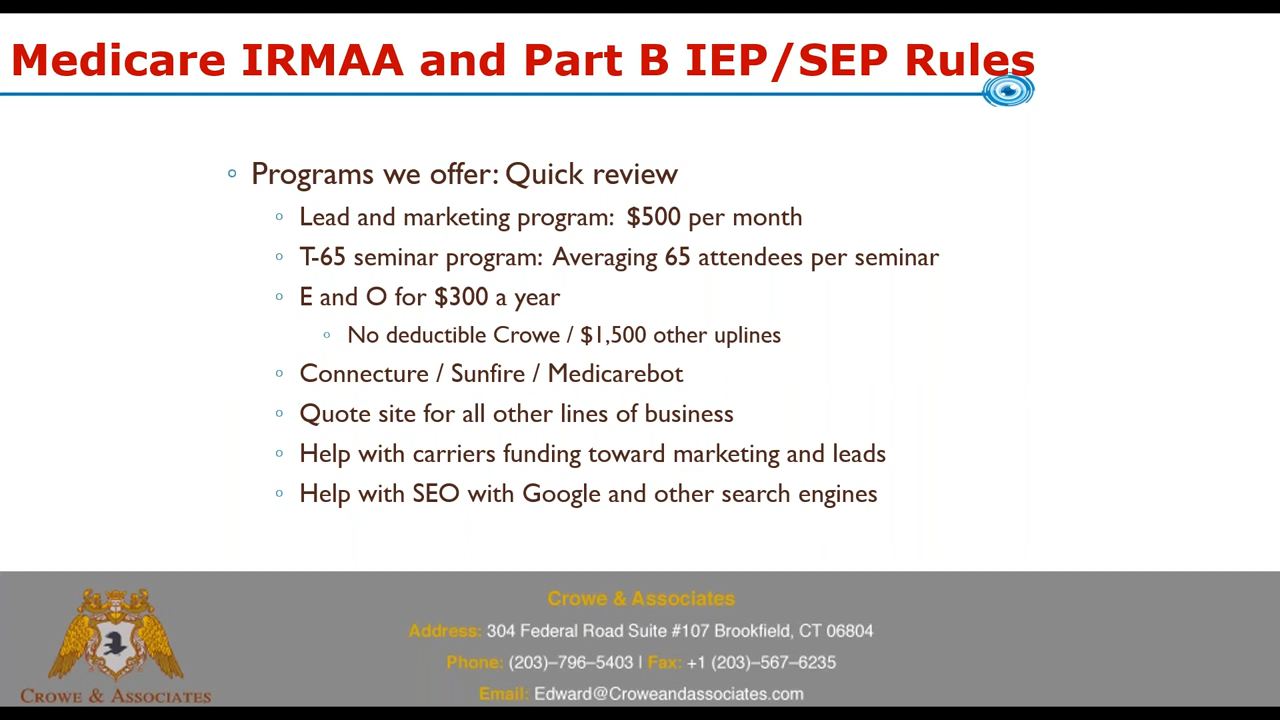 Medicare IRMAA and Part B IEP/SEP Rules
Programs we offer: Quick review
Lead and marketing program: $500 per month
T-65 seminar program: Averaging 65 attendees per seminar
E and O for $300 a year
No deductible Crowe / $1,500 other uplines
Connecture / Sunfire / Medicarebot
Quote site for all other lines of business
Help with carriers funding toward marketing and leads
Help with SEO with Google and other search engines
Crowe & Associates
Address: 304 Federal Road Suite #107 Brookfield, CT 06804
Phone: (203)–796–5403 | Fax: +1 (203)–567–6235
Email: Edward@Croweandassociates.com
CROWE & ASSOCIATES